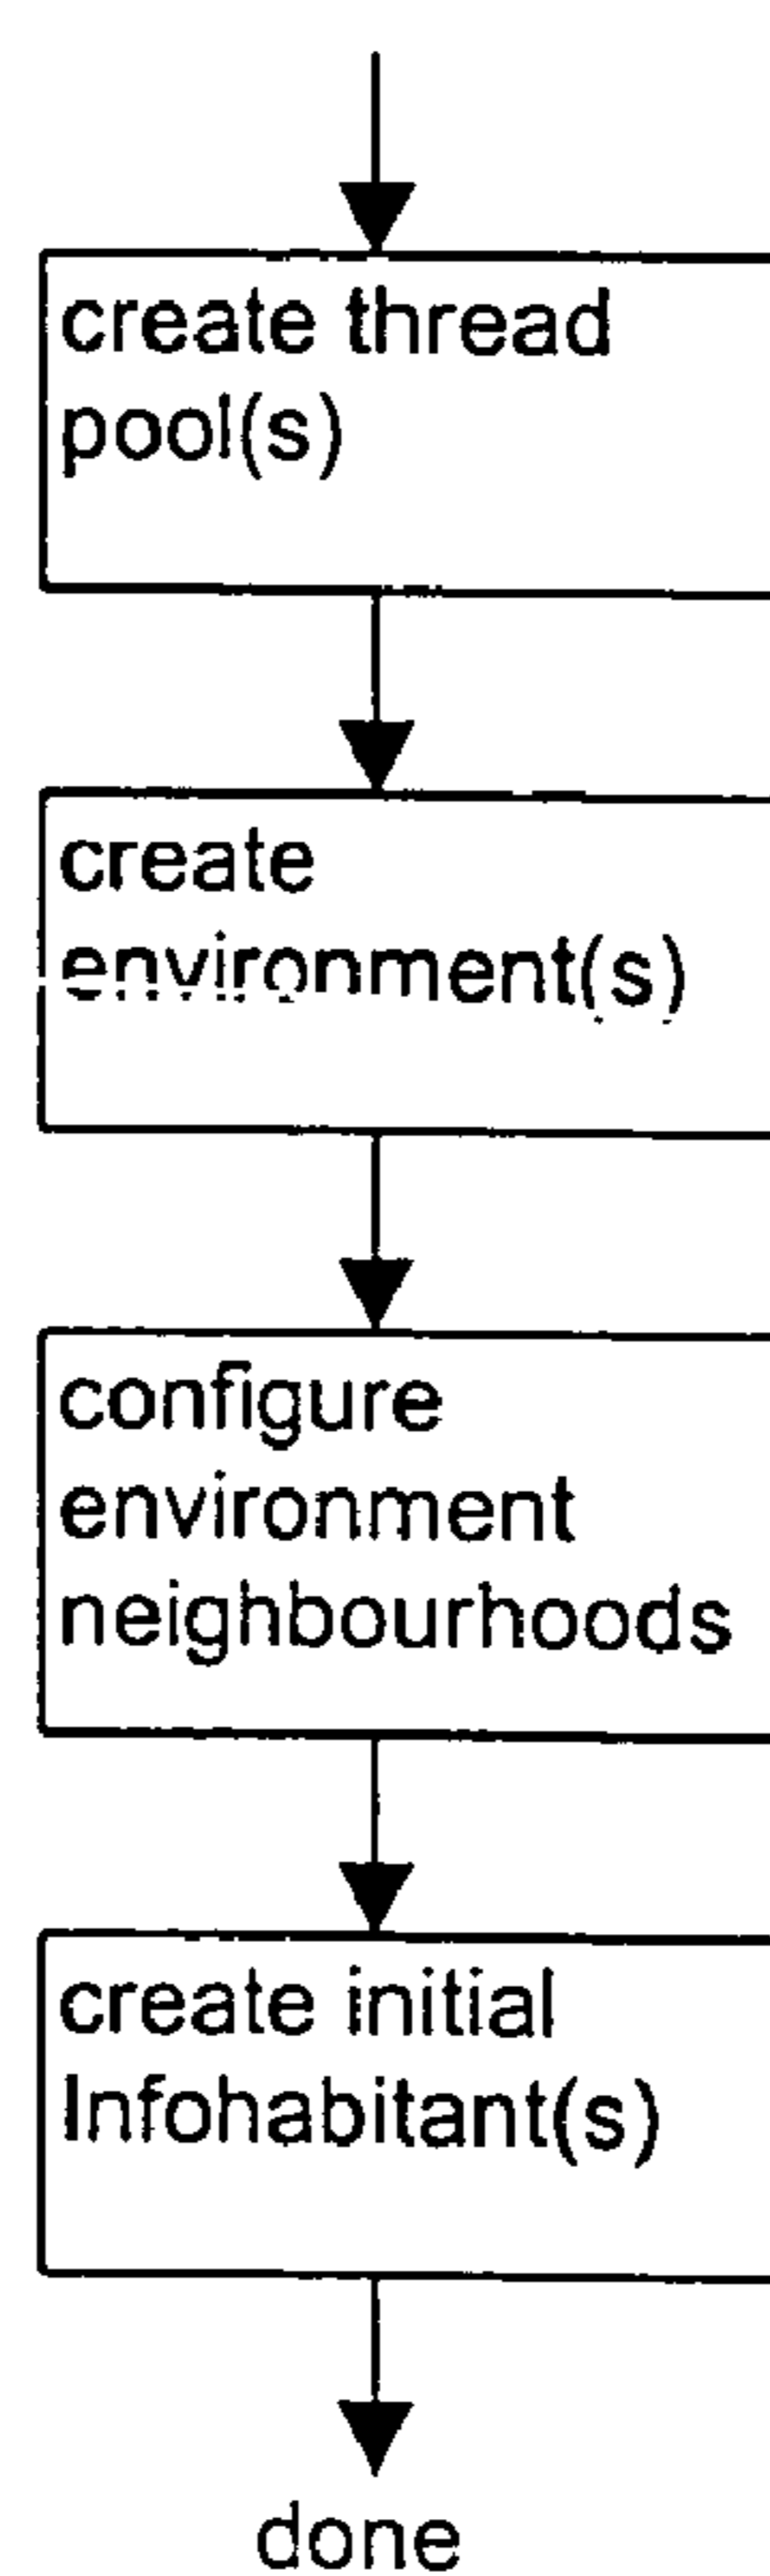 create thread
pool(s)
create
environment(s)
configure
environment
neighbourhoods
create initial
Infohabitant(s)
done